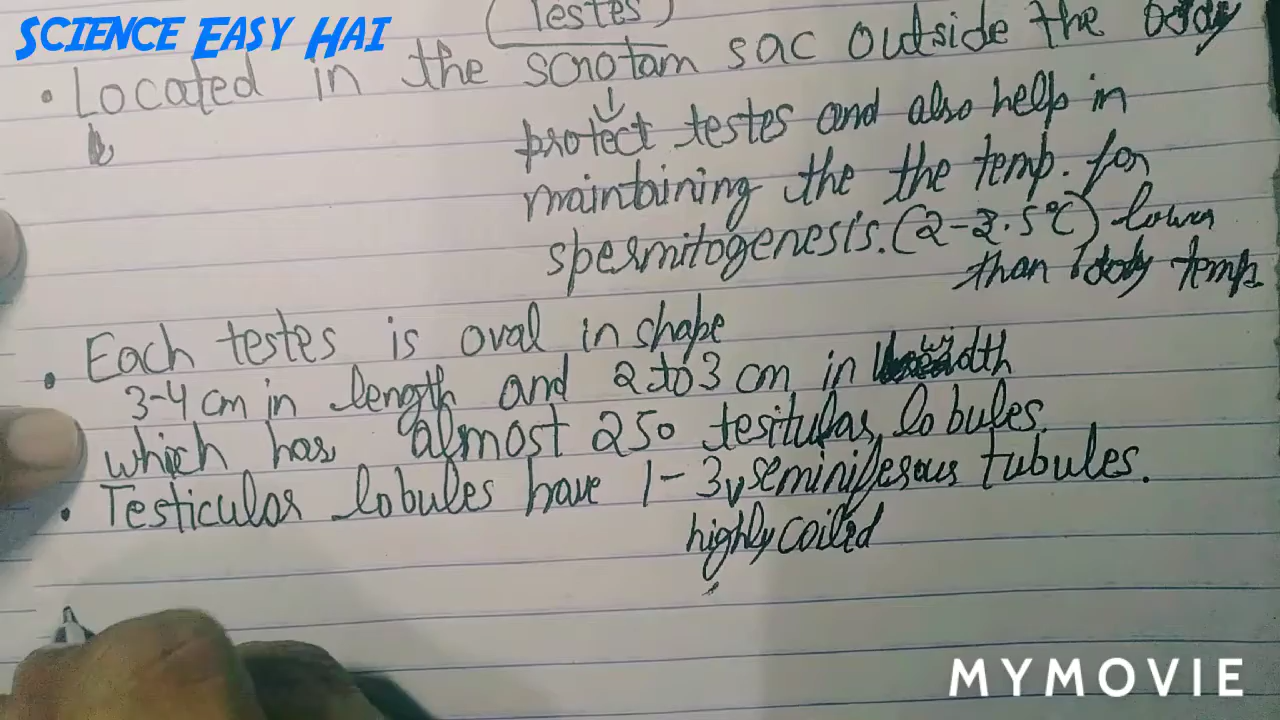 SCIENCE EASY HAI
(Testes)
• Located in the scrotam sac outside the body
protect testes and also help in
maintaining the the temp. for
spermitogenesis. (2-2.5°C) lower
than body temp.
• Each testes is oval in shape
3-4 cm in length and 2 to 3 cm in width
which has almost 250 tesitular lobules.
• Testicular lobules have 1-3 seminiferous tubules.
highly coiled
MYMOVIE